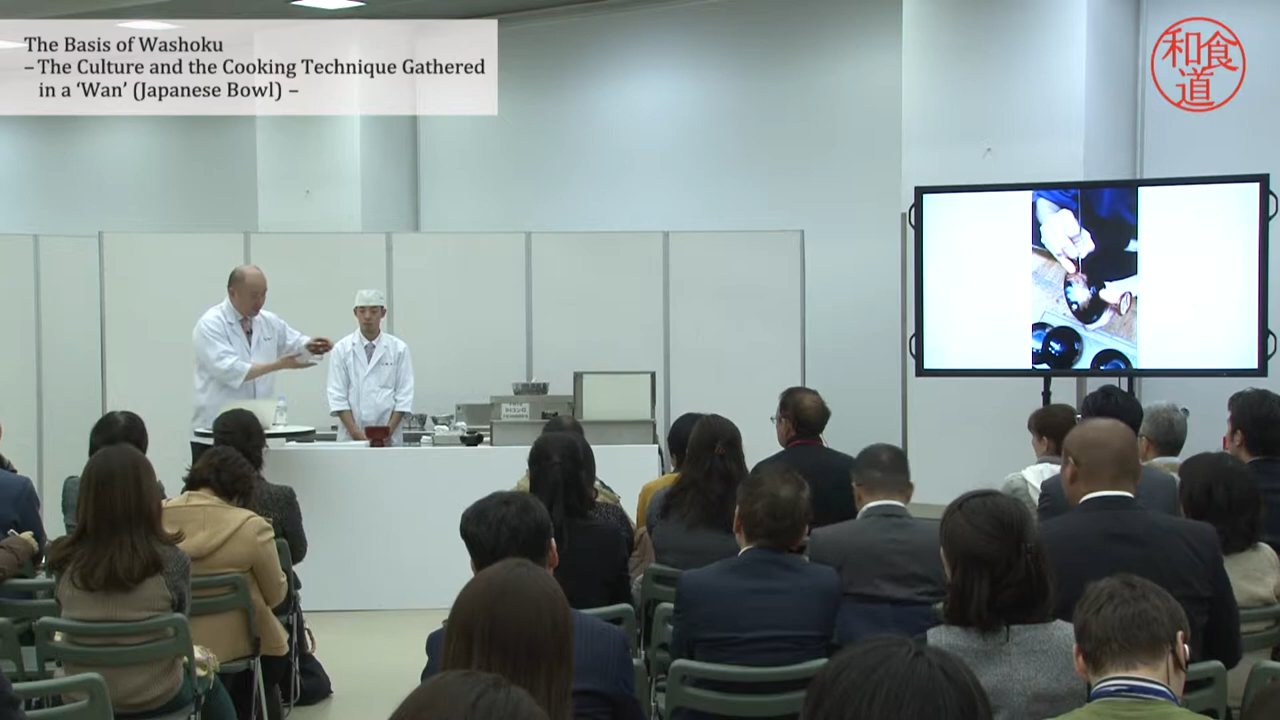 The Basis of Washoku
– The Culture and the Cooking Technique Gathered
in a ‘Wan’ (Japanese Bowl) –
和食
道